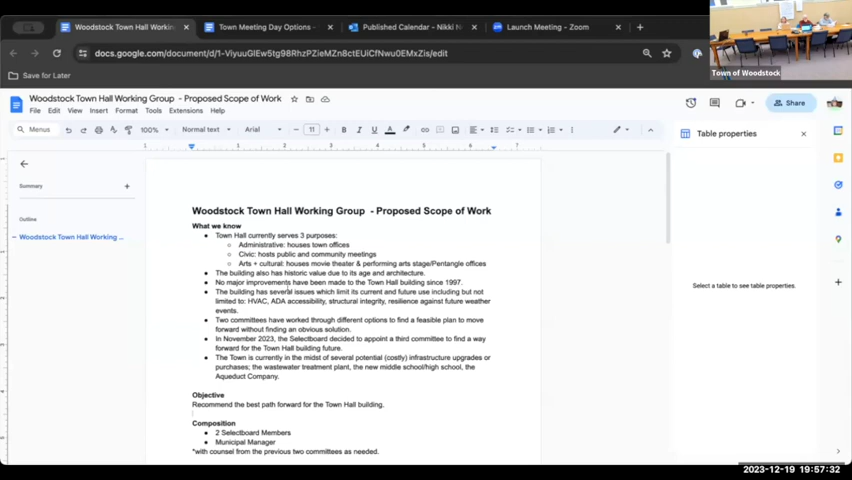 Woodstock Town Hall Workin
Town Meeting Day Options -
Published Calendar - Nikki N
Launch Meeting - Zoom
docs.google.com/document/d/1-ViyuuGIEw5tg98RhzPZieMZn8ctEUiCfNwu0EMxZis/edit
Save for Later
Town of Woodstock
Woodstock Town Hall Working Group - Proposed Scope of Work
File Edit View Insert Format Tools Extensions Help
Share
Menus 100% Normal text Arial 11 B I U A
Table properties
1 1 2 3 4 5 6 7
Summary
Outline
Woodstock Town Hall Working ...
Select a table to see table properties.
Woodstock Town Hall Working Group - Proposed Scope of Work
What we know
Town Hall currently serves 3 purposes:
Administrative: houses town offices
Civic: hosts public and community meetings
Arts + cultural: houses movie theater & performing arts stage/Pentangle offices
The building also has historic value due to its age and architecture.
No major improvements have been made to the Town Hall building since 1997.
The building has several issues which limit its current and future use including but not
limited to: HVAC, ADA accessibility, structural integrity, resilience against future weather
events.
Two committees have worked through different options to find a feasible plan to move
forward without finding an obvious solution.
In November 2023, the Selectboard decided to appoint a third committee to find a way
forward for the Town Hall building future.
The Town is currently in the midst of several potential (costly) infrastructure upgrades or
purchases; the wastewater treatment plant, the new middle school/high school, the
Aqueduct Company.
Objective
Recommend the best path forward for the Town Hall building.
Composition
2 Selectboard Members
Municipal Manager
*with counsel from the previous two committees as needed.
2023-12-19 19:57:32